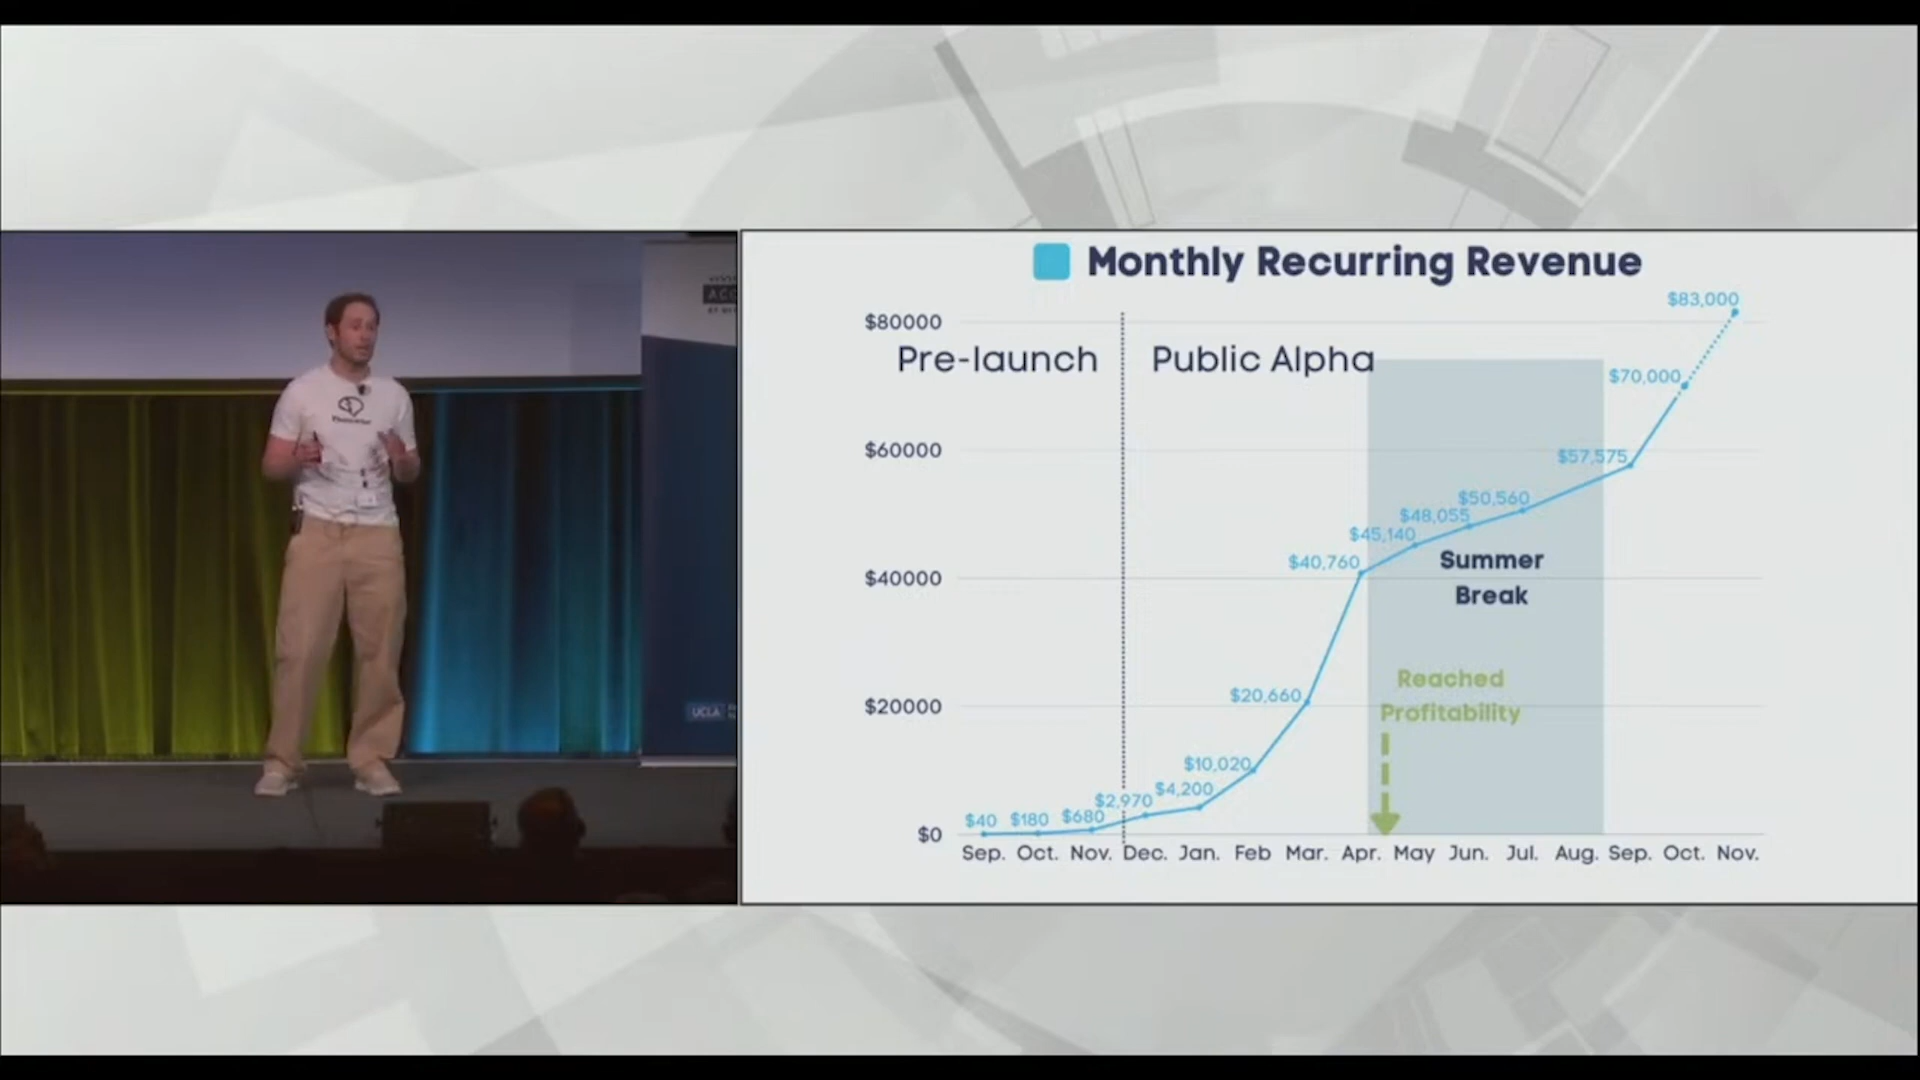 ACC
UCLA
Monthly Recurring Revenue
$80000
$60000
$40000
$20000
$0
Pre-launch
Public Alpha
$40
$180
$680
$2,970
$4,200
$10,020
$20,660
$40,760
$45,140
$48,055
$50,560
$57,575
$70,000
$83,000
Summer
Break
Reached
Profitability
Sep. Oct. Nov. Dec. Jan. Feb Mar. Apr. May Jun. Jul. Aug. Sep. Oct. Nov.